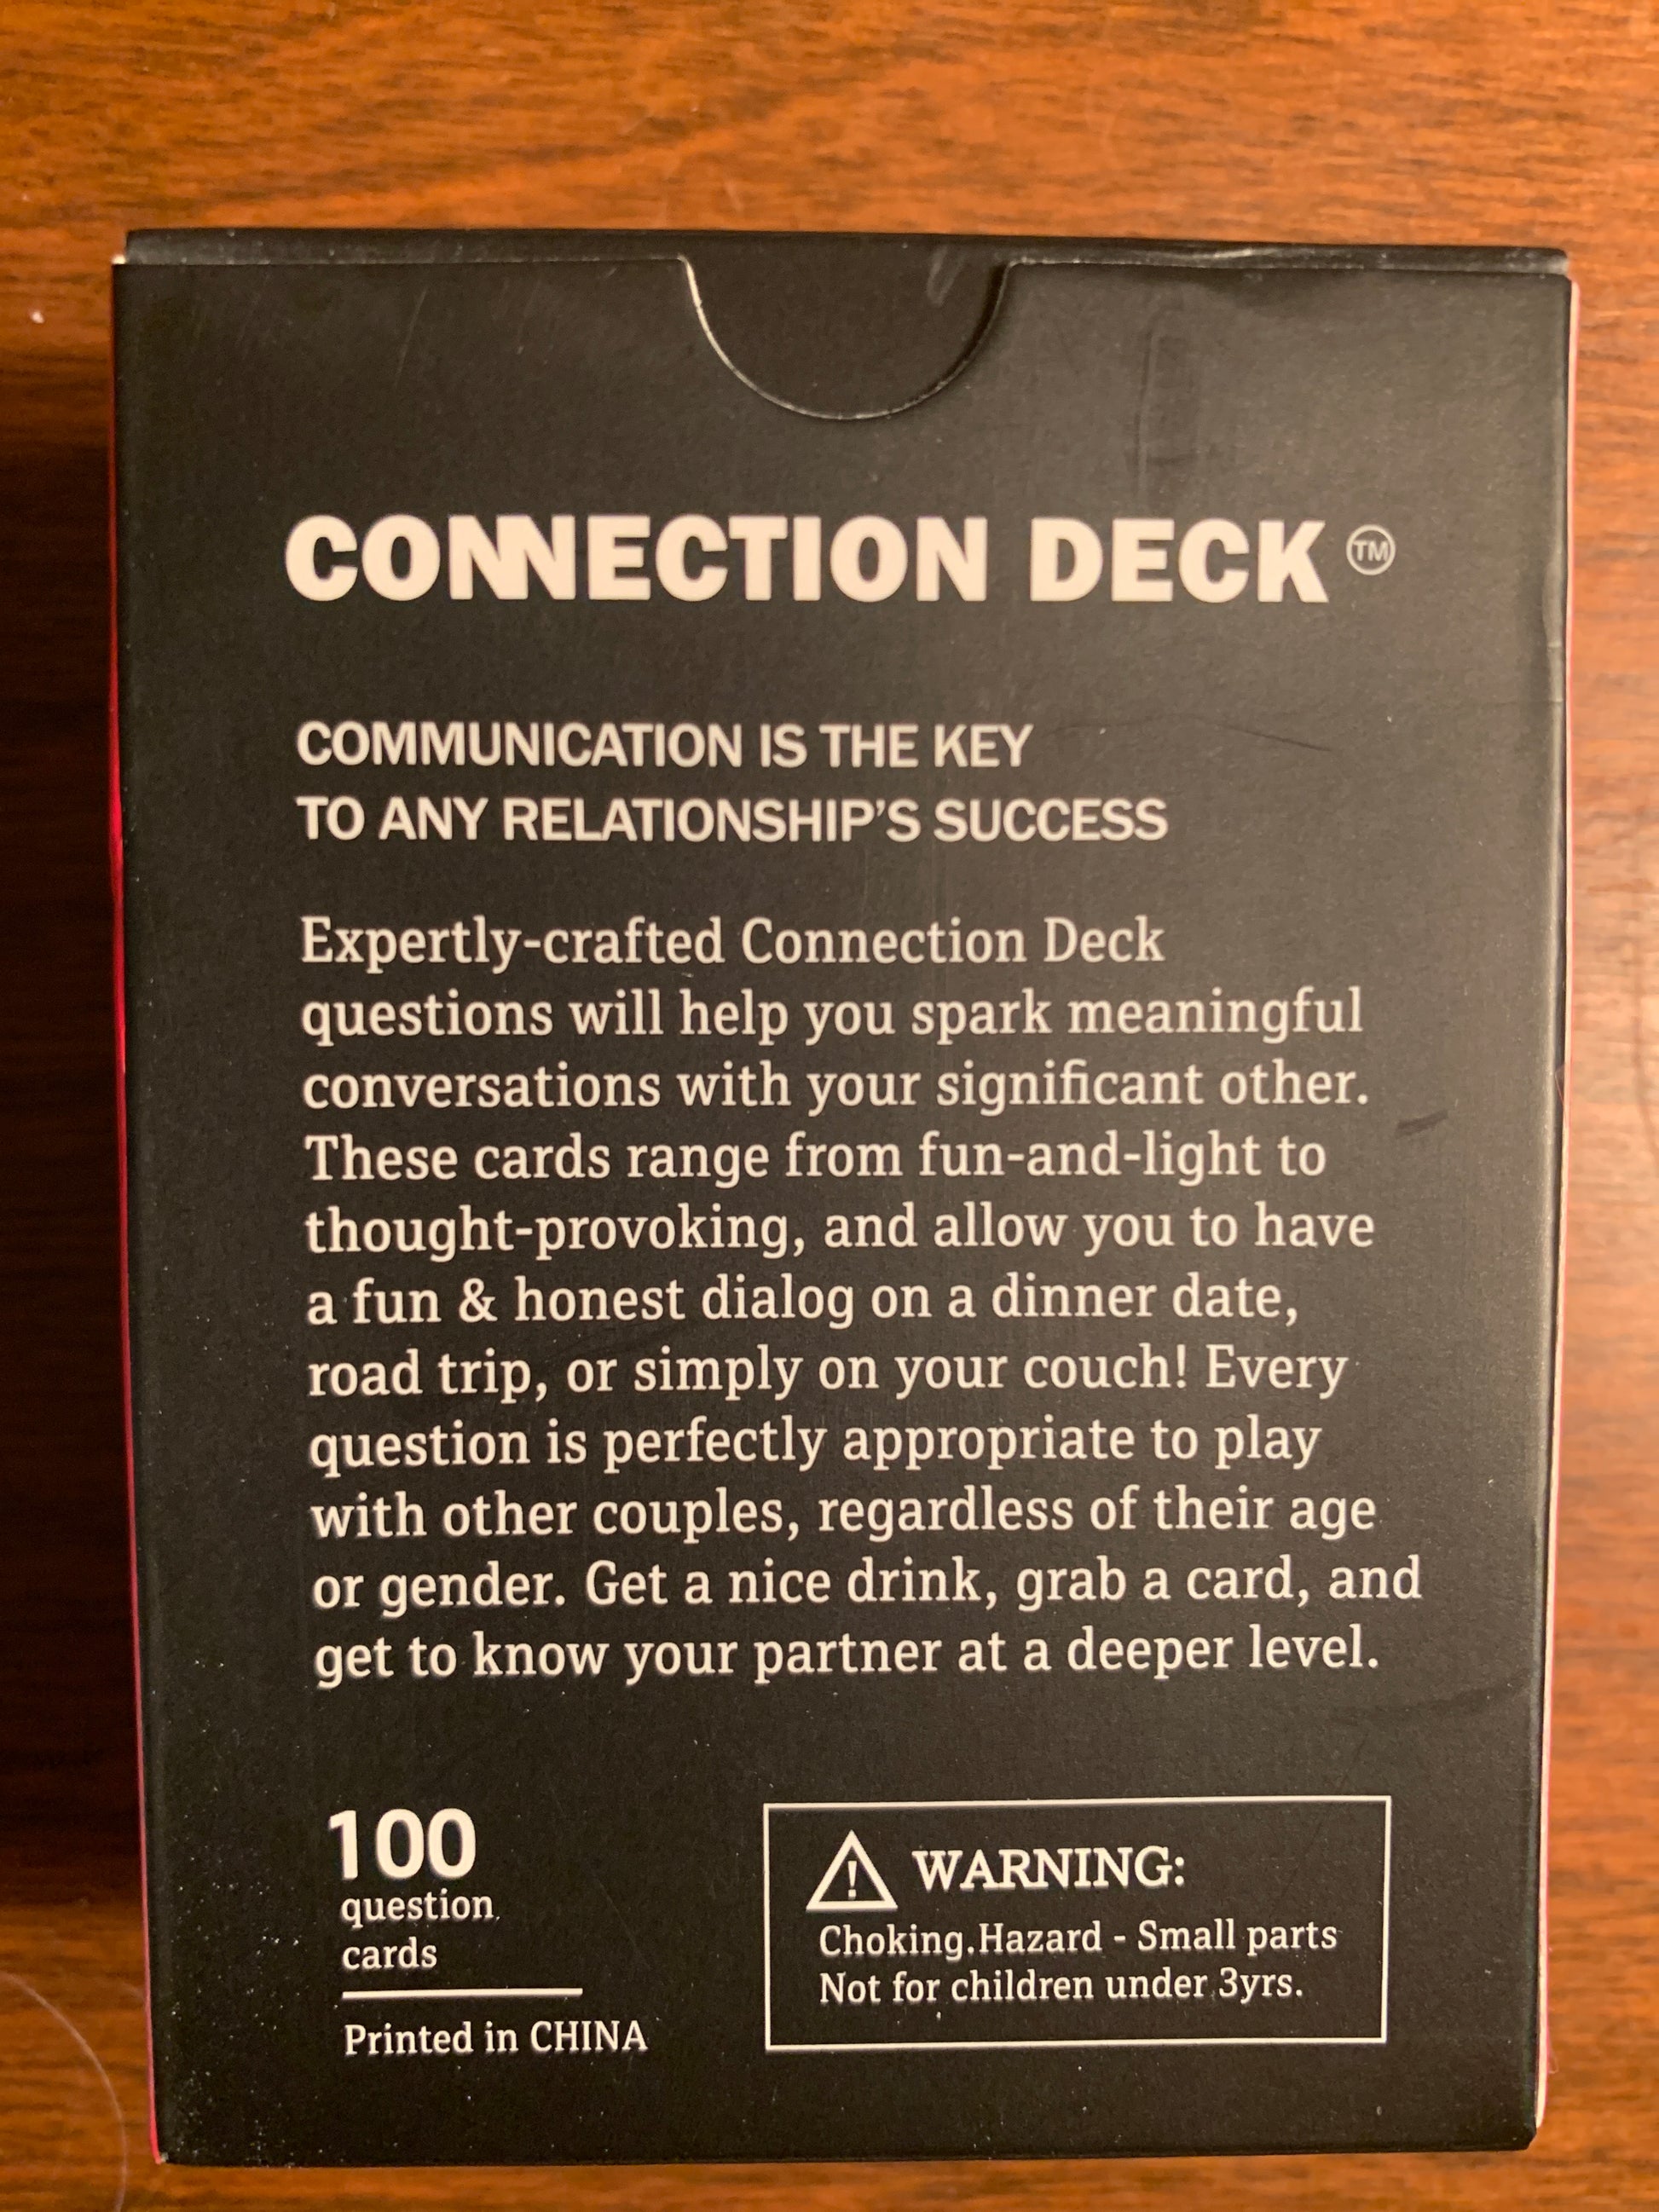 CONNECTION DECK ™
COMMUNICATION IS THE KEY
TO ANY RELATIONSHIP'S SUCCESS
Expertly-crafted Connection Deck
questions will help you spark meaningful
conversations with your significant other.
These cards range from fun-and-light to
thought-provoking, and allow you to have
a fun & honest dialog on a dinner date,
road trip, or simply on your couch! Every
question is perfectly appropriate to play
with other couples, regardless of their age
or gender. Get a nice drink, grab a card, and
get to know your partner at a deeper level.
100
question
cards
Printed in CHINA
WARNING:
Choking.Hazard - Small parts
Not for children under 3yrs.